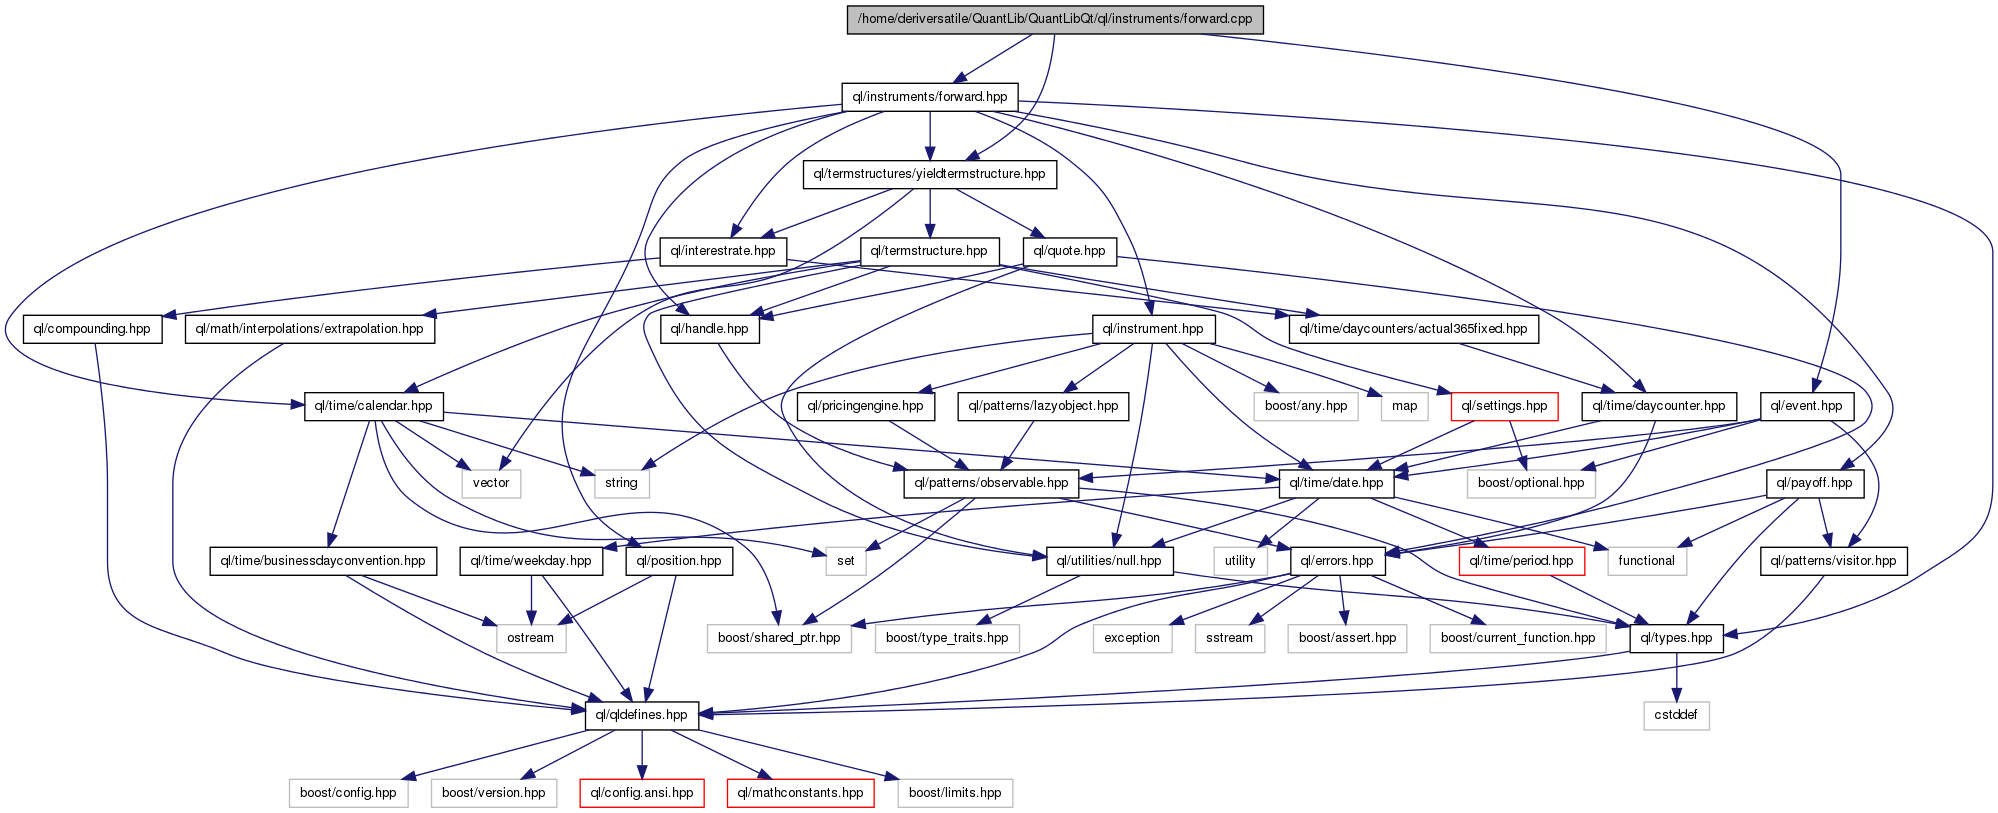 /home/deriversatile/QuantLib/QuantLibQt/ql/instruments/forward.cpp
ql/instruments/forward.hpp
ql/termstructures/yieldtermstructure.hpp
ql/interestrate.hpp
ql/termstructure.hpp
ql/quote.hpp
ql/compounding.hpp
ql/math/interpolations/extrapolation.hpp
ql/handle.hpp
ql/instrument.hpp
ql/time/daycounters/actual365fixed.hpp
ql/time/calendar.hpp
ql/pricingengine.hpp
ql/patterns/lazyobject.hpp
boost/any.hpp
map
ql/settings.hpp
ql/time/daycounter.hpp
ql/event.hpp
vector
string
ql/patterns/observable.hpp
ql/time/date.hpp
boost/optional.hpp
ql/payoff.hpp
ql/time/businessdayconvention.hpp
ql/time/weekday.hpp
ql/position.hpp
set
ql/utilities/null.hpp
utility
ql/errors.hpp
ql/time/period.hpp
functional
ql/patterns/visitor.hpp
ostream
boost/shared_ptr.hpp
boost/type_traits.hpp
exception
sstream
boost/assert.hpp
boost/current_function.hpp
ql/types.hpp
ql/qldefines.hpp
cstddef
boost/config.hpp
boost/version.hpp
ql/config.ansi.hpp
ql/mathconstants.hpp
boost/limits.hpp